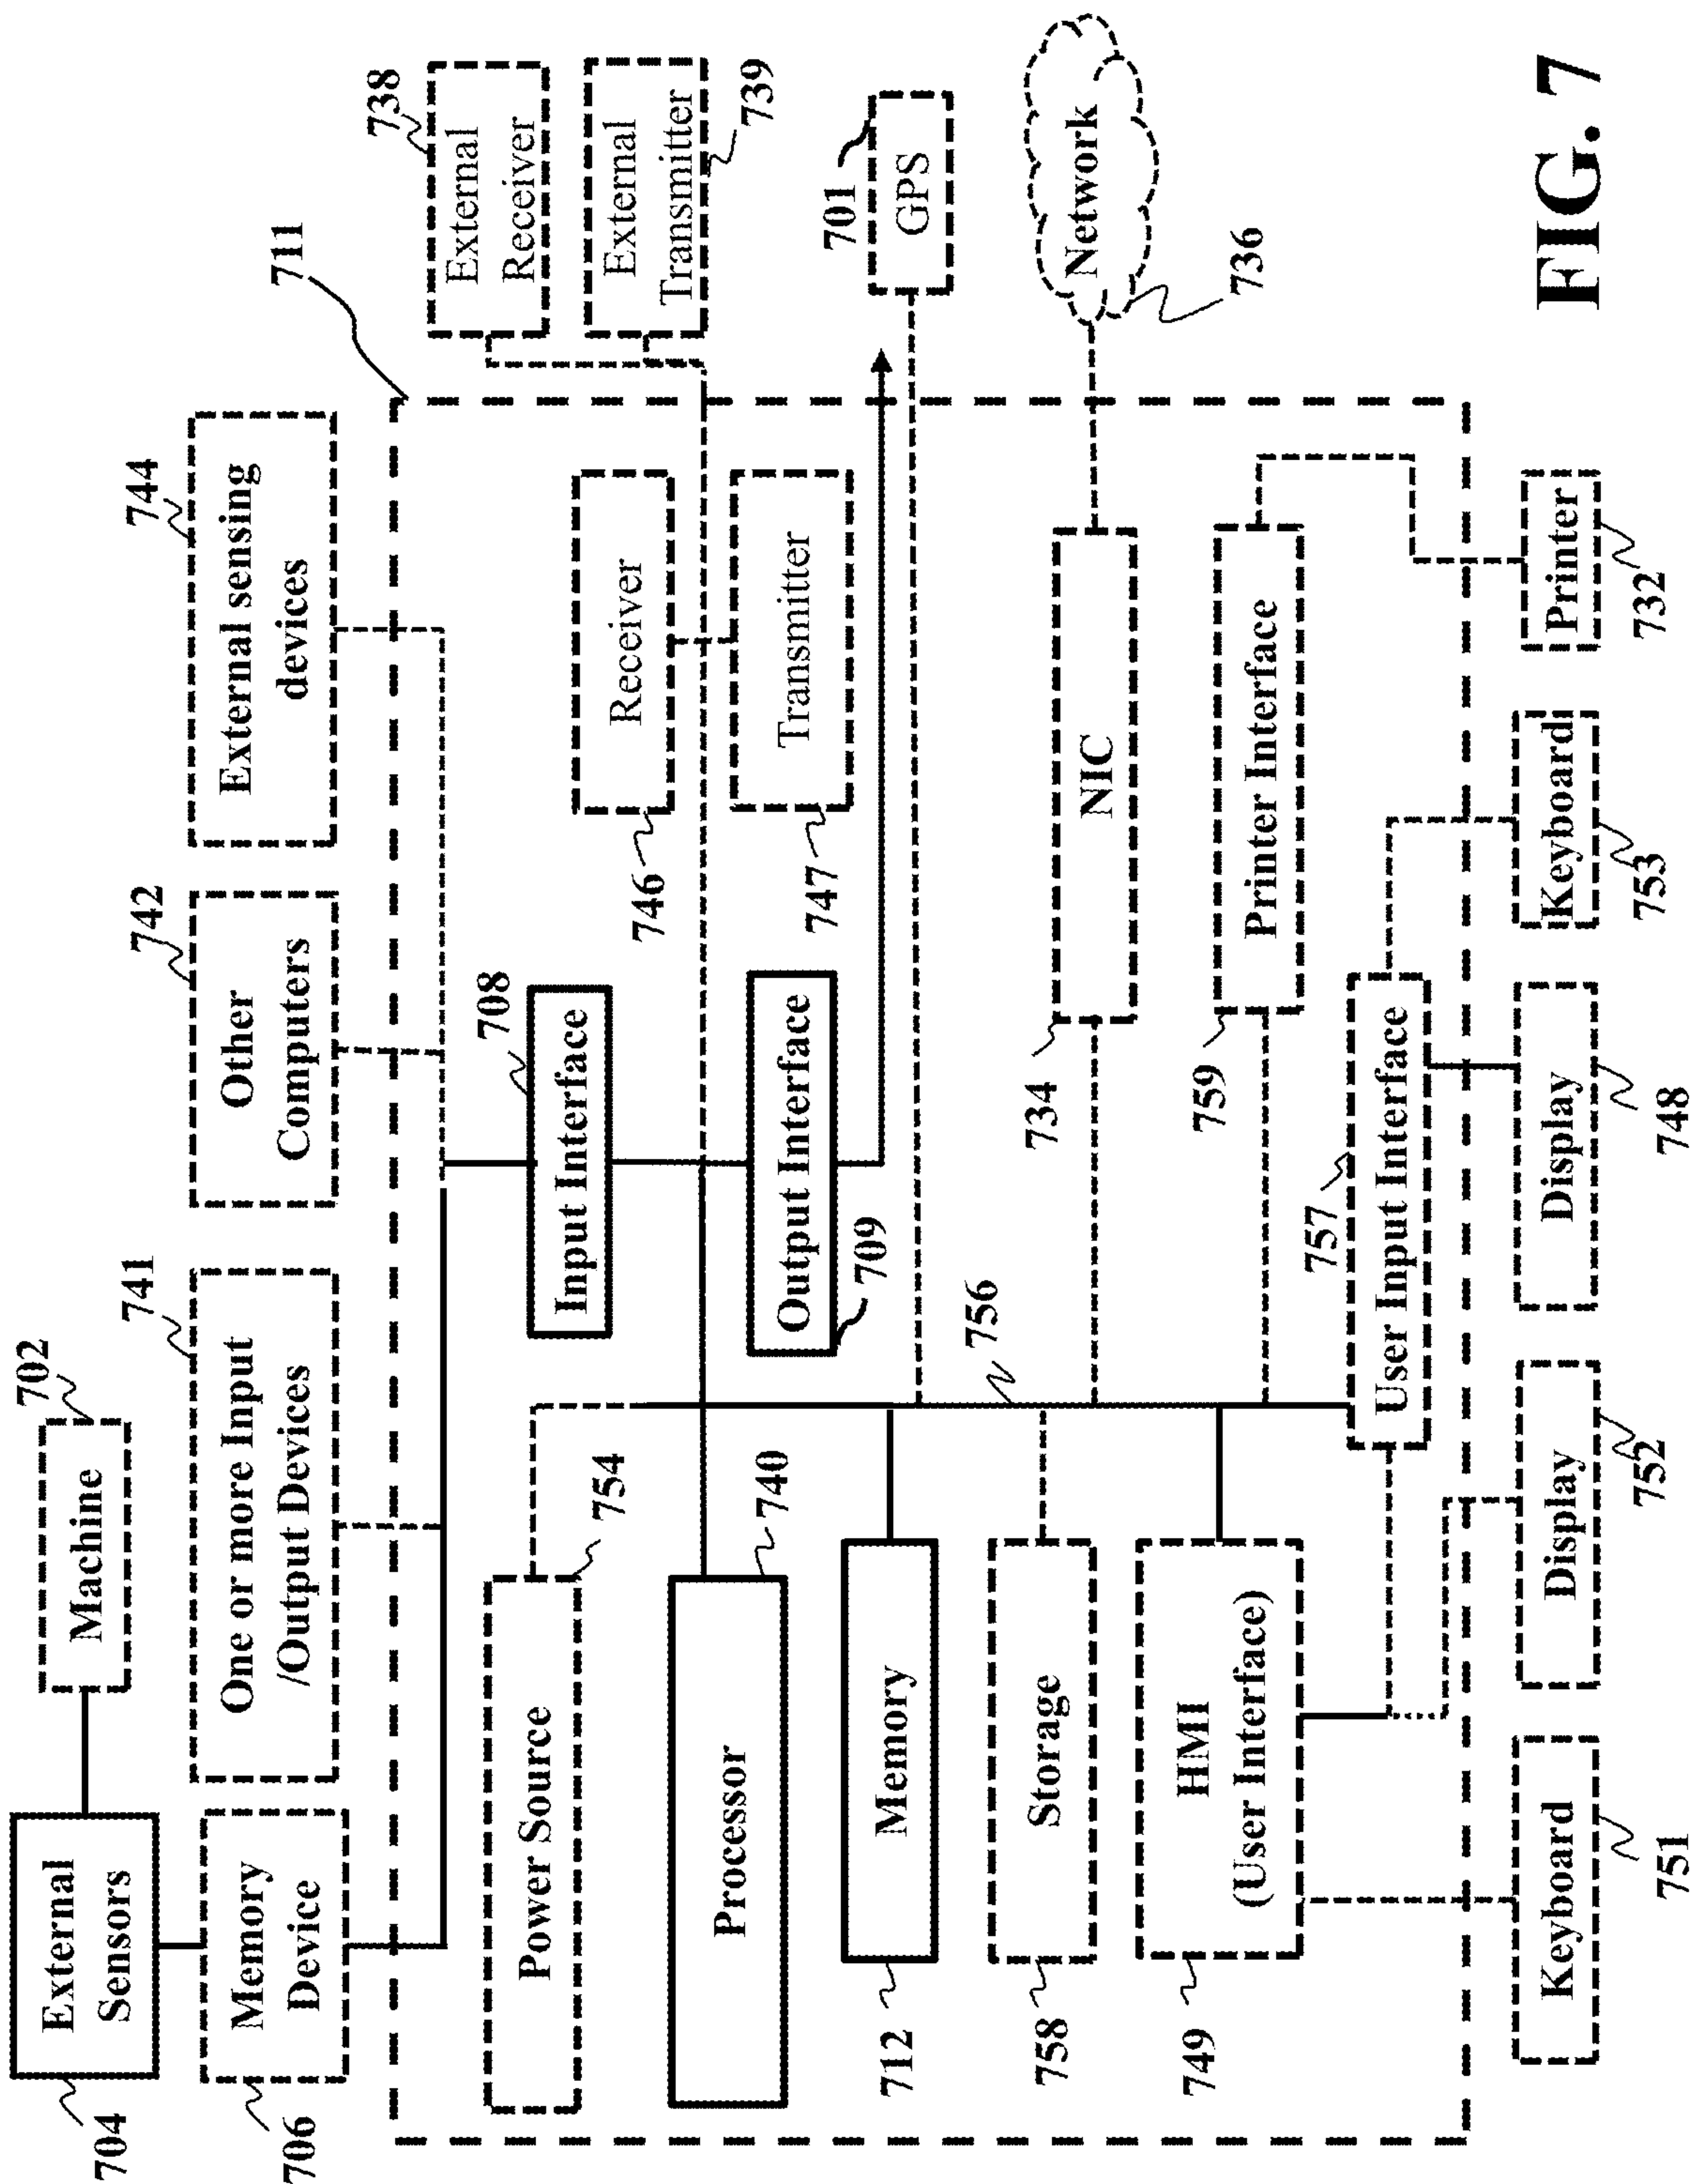 702
Machine
704
External
Sensors
706
Memory
Device
741
One or more Input
/Output Devices
742
Other
Computers
744
External sensing
devices
711
738
External
Receiver
External
Transmitter
739
754
Power Source
708
Input Interface
746
Receiver
747
Transmitter
740
Processor
Output Interface
709
701
GPS
712
Memory
756
758
Storage
734
NIC
Network
736
749
HMI
(User Interface)
759
Printer Interface
757
User Input Interface
Keyboard
751
Display
752
Display
748
Keyboard
753
Printer
732
FIG. 7